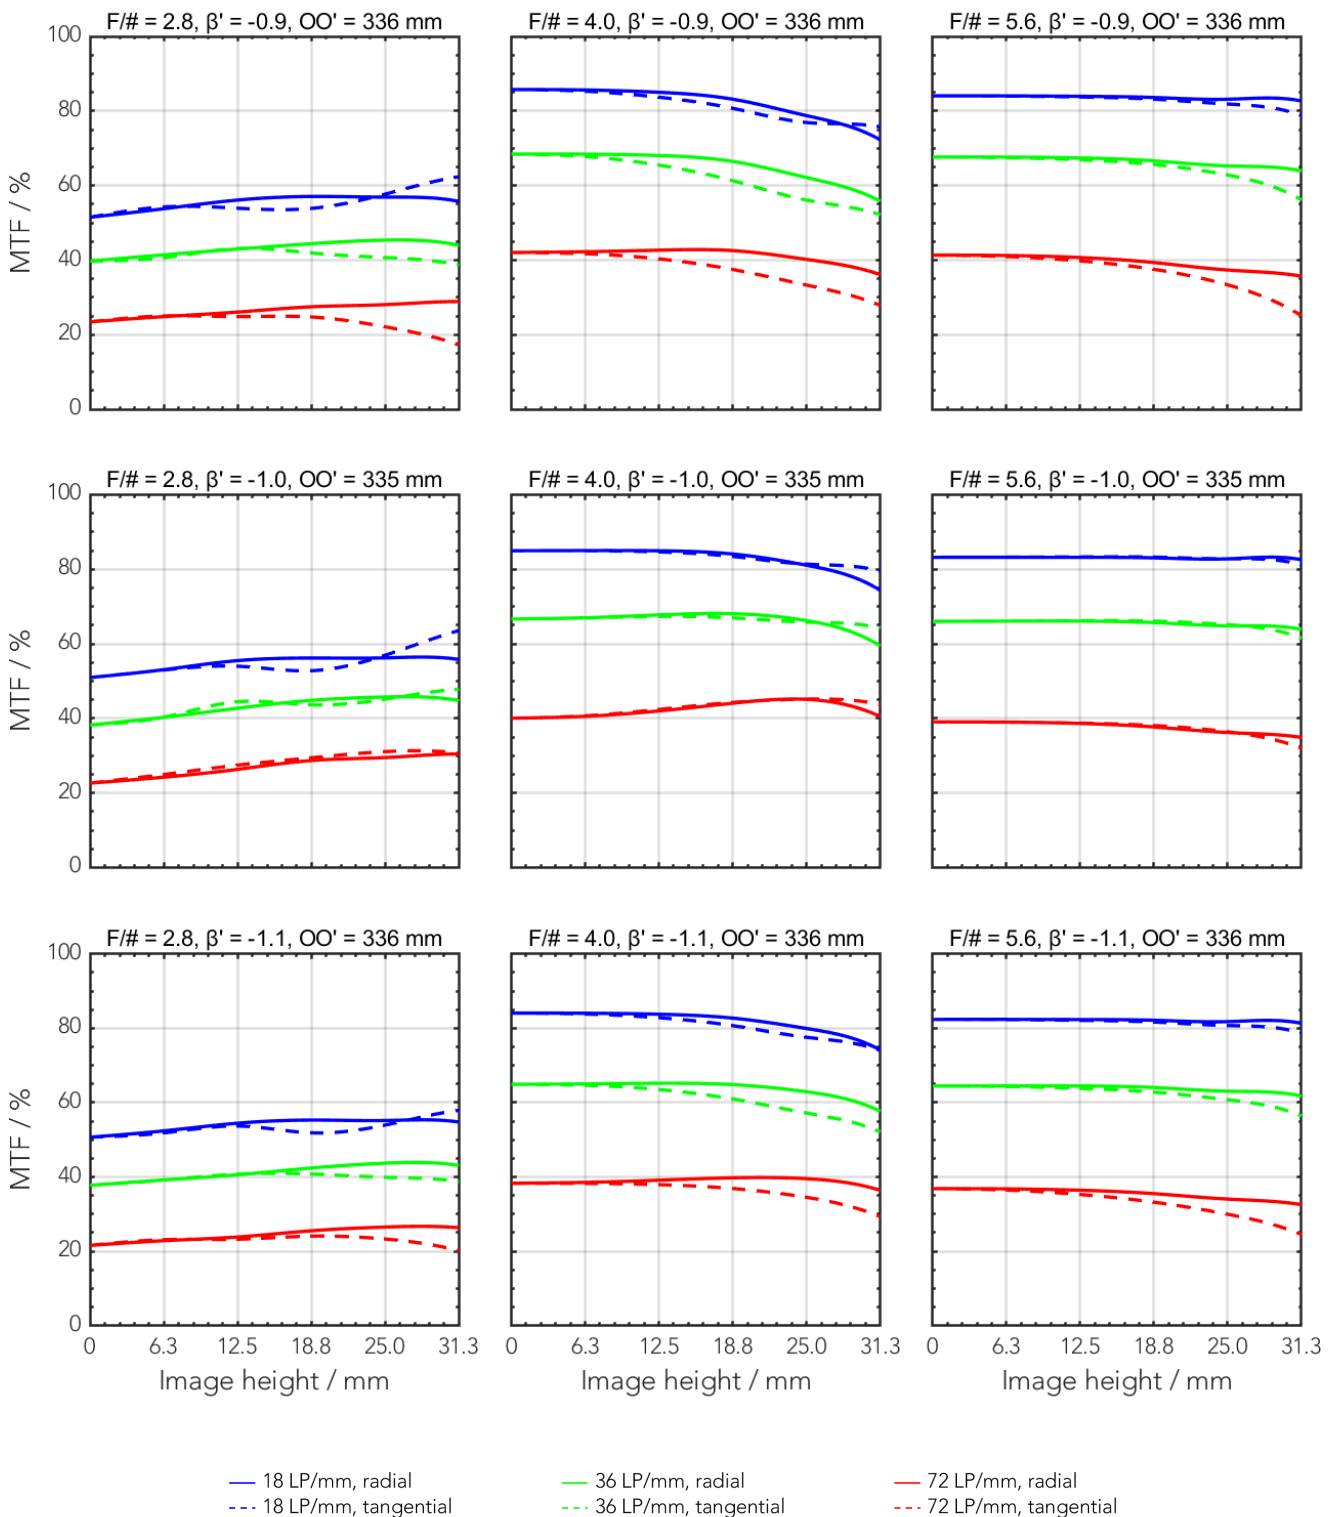 F/# = 2.8, β' = -0.9, OO' = 336 mm
F/# = 4.0, β' = -0.9, OO' = 336 mm
F/# = 5.6, β' = -0.9, OO' = 336 mm
100
80
60
40
20
0
MTF / %
F/# = 2.8, β' = -1.0, OO' = 335 mm
F/# = 4.0, β' = -1.0, OO' = 335 mm
F/# = 5.6, β' = -1.0, OO' = 335 mm
100
80
60
40
20
0
MTF / %
F/# = 2.8, β' = -1.1, OO' = 336 mm
F/# = 4.0, β' = -1.1, OO' = 336 mm
F/# = 5.6, β' = -1.1, OO' = 336 mm
100
80
60
40
20
0
MTF / %
0 6.3 12.5 18.8 25.0 31.3
0 6.3 12.5 18.8 25.0 31.3
0 6.3 12.5 18.8 25.0 31.3
Image height / mm
Image height / mm
Image height / mm
18 LP/mm, radial
36 LP/mm, radial
72 LP/mm, radial
18 LP/mm, tangential
36 LP/mm, tangential
72 LP/mm, tangential